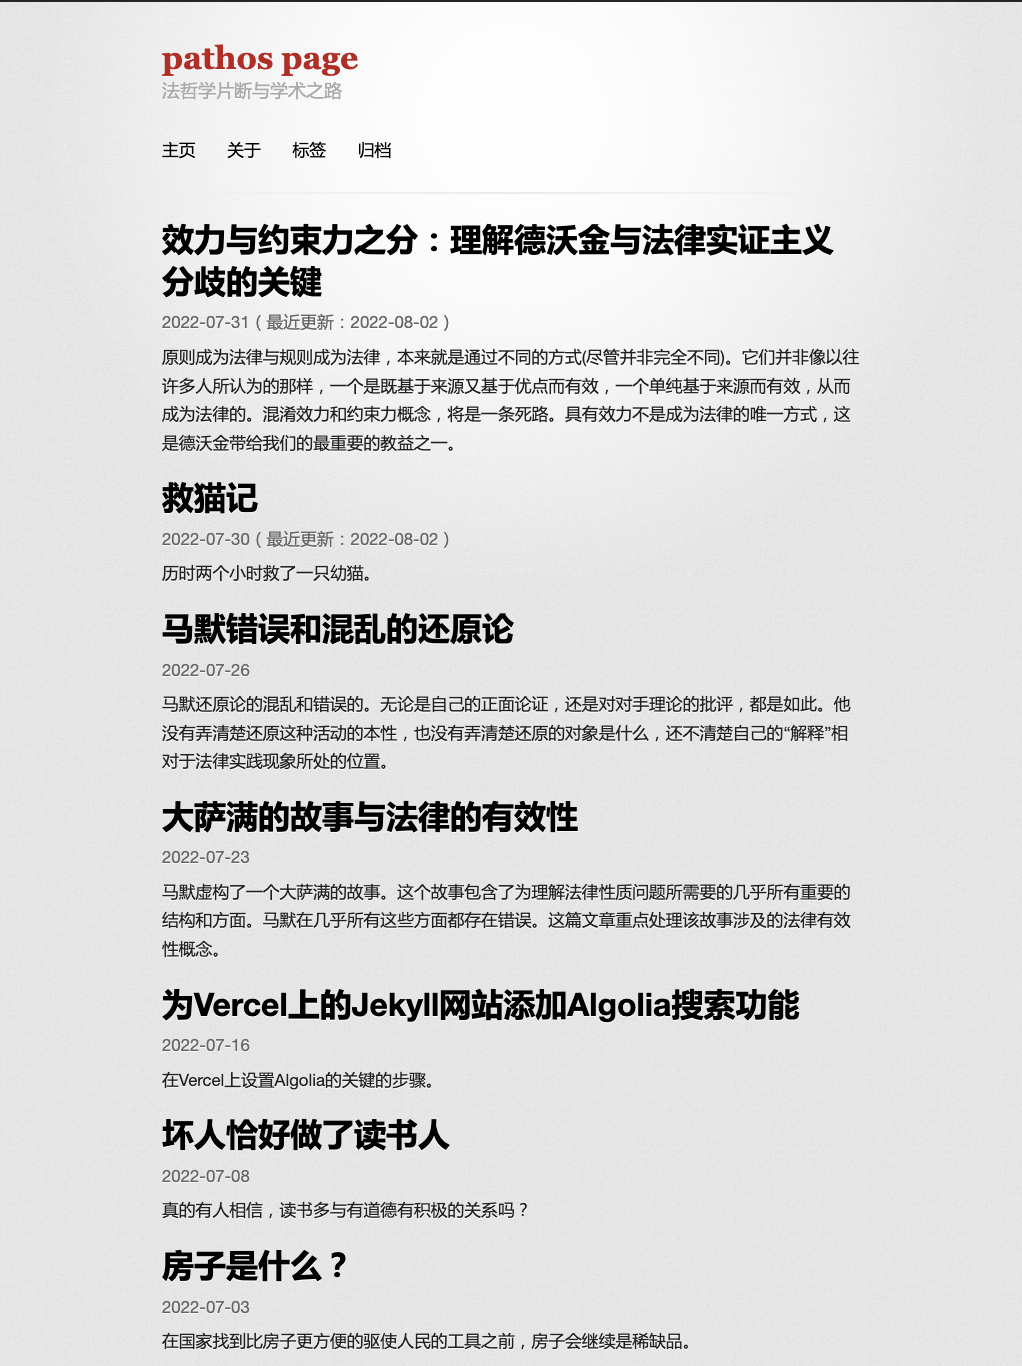 pathos page
法哲学片断与学术之路
主页 关于 标签 归档
效力与约束力之分：理解德沃金与法律实证主义
分歧的关键
2022-07-31（最近更新：2022-08-02）
原则成为法律与规则成为法律，本来就是通过不同的方式(尽管并非完全不同)。它们并非像以往
许多人所认为的那样，一个是既基于来源又基于优点而有效，一个单纯基于来源而有效，从而
成为法律的。混淆效力和约束力概念，将是一条死路。具有效力不是成为法律的唯一方式，这
是德沃金带给我们的最重要的教益之一。
救猫记
2022-07-30（最近更新：2022-08-02）
历时两个小时救了一只幼猫。
马默错误和混乱的还原论
2022-07-26
马默还原论的混乱和错误的。无论是自己的正面论证，还是对对手理论的批评，都是如此。他
没有弄清楚还原这种活动的本性，也没有弄清楚还原的对象是什么，还不清楚自己的“解释”相
对于法律实践现象所处的位置。
大萨满的故事与法律的有效性
2022-07-23
马默虚构了一个大萨满的故事。这个故事包含了为理解法律性质问题所需要的几乎所有重要的
结构和方面。马默在几乎所有这些方面都存在错误。这篇文章重点处理该故事涉及的法律有效
性概念。
为Vercel上的Jekyll网站添加Algolia搜索功能
2022-07-16
在Vercel上设置Algolia的关键的步骤。
坏人恰好做了读书人
2022-07-08
真的有人相信，读书多与有道德有积极的关系吗？
房子是什么？
2022-07-03
在国家找到比房子更方便的驱使人民的工具之前，房子会继续是稀缺品。